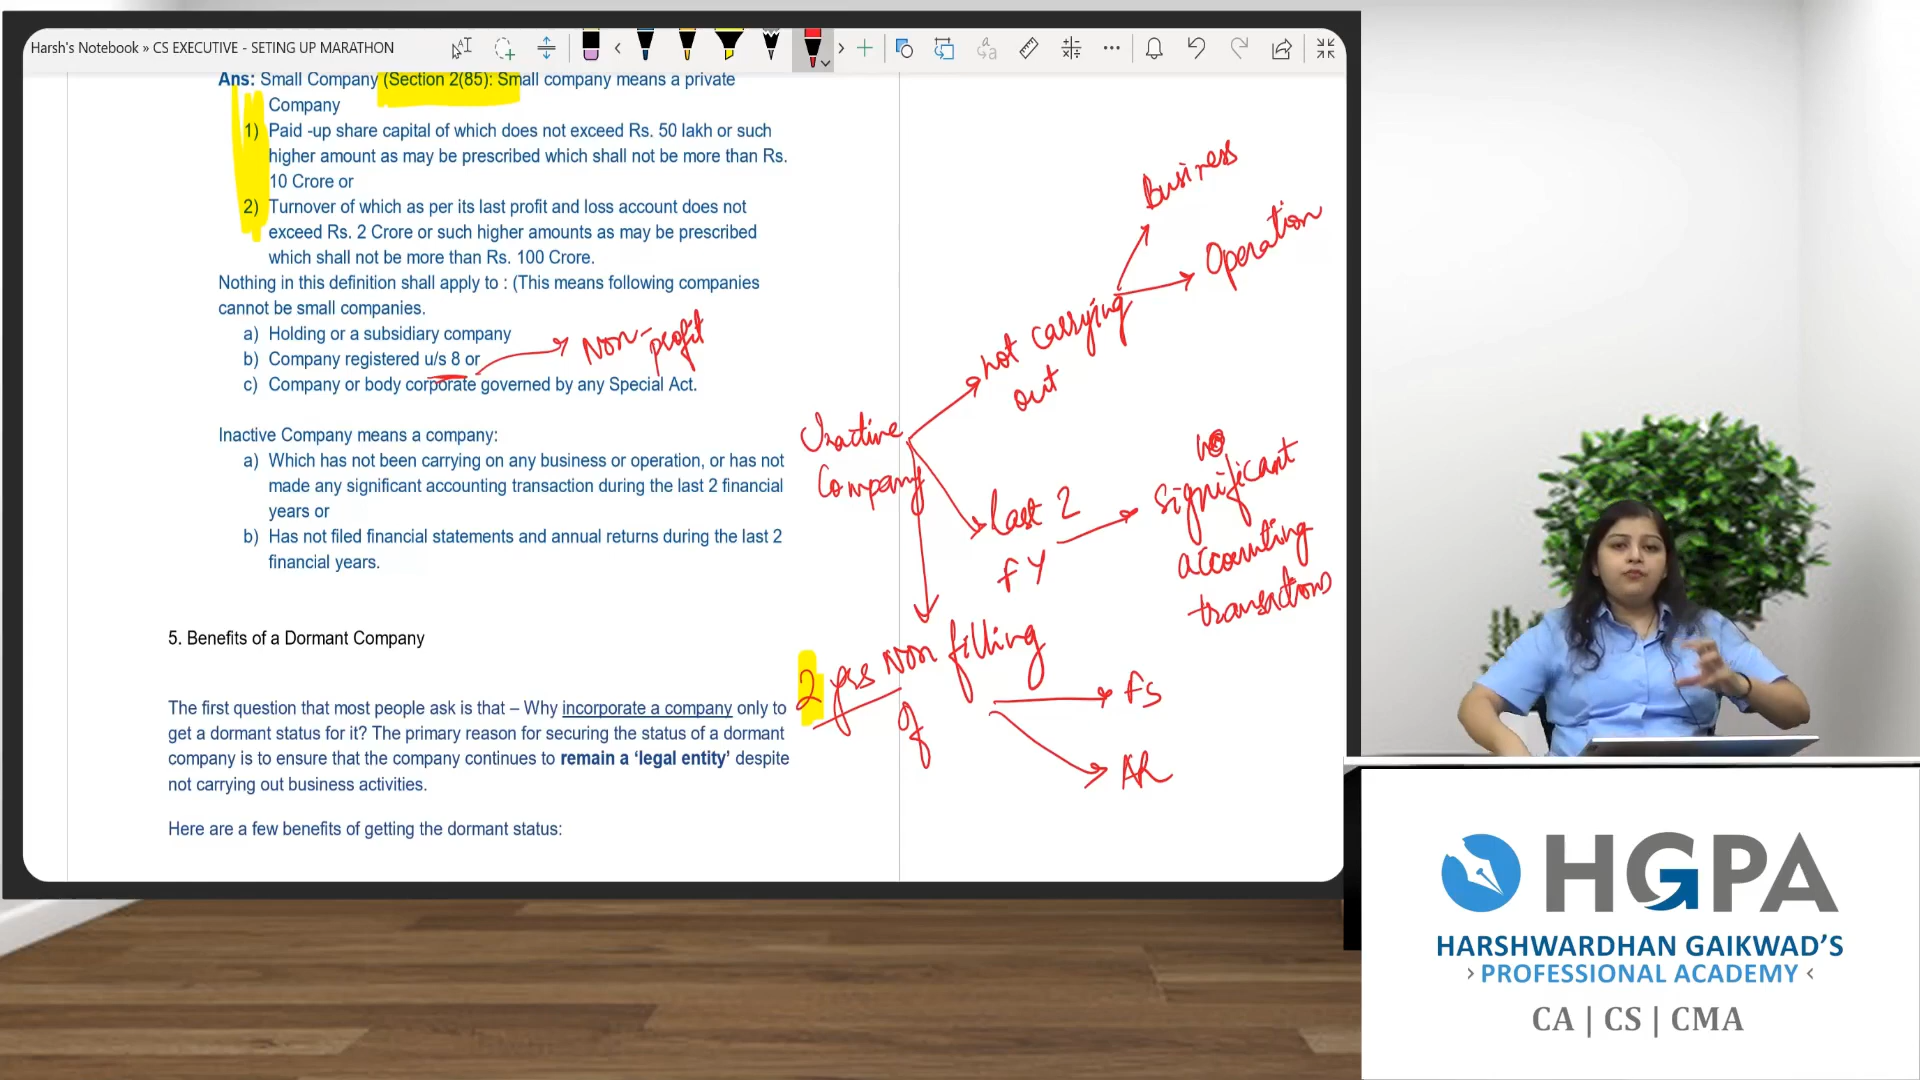 Harsh's Notebook » CS EXECUTIVE - SETING UP MARATHON
Ans: Small Company (Section 2(85): Small company means a private
Company
1) Paid -up share capital of which does not exceed Rs. 50 lakh or such
higher amount as may be prescribed which shall not be more than Rs.
10 Crore or
2) Turnover of which as per its last profit and loss account does not
exceed Rs. 2 Crore or such higher amounts as may be prescribed
which shall not be more than Rs. 100 Crore.
Nothing in this definition shall apply to : (This means following companies
cannot be small companies.
a) Holding or a subsidiary company
b) Company registered u/s 8 or
c) Company or body corporate governed by any Special Act.
Non-
profit
Inactive Company means a company:
a) Which has not been carrying on any business or operation, or has not
made any significant accounting transaction during the last 2 financial
years or
b) Has not filed financial statements and annual returns during the last 2
financial years.
5. Benefits of a Dormant Company
The first question that most people ask is that – Why incorporate a company only to
get a dormant status for it? The primary reason for securing the status of a dormant
company is to ensure that the company continues to remain a ‘legal entity’ despite
not carrying out business activities.
Here are a few benefits of getting the dormant status:
Inactive
Company
not carrying
out
Business
Operation
last 2
FY
no
significant
accounting
transactions
2 yrs Non filling
of
FS
AR
HGPA
HARSHWARDHAN GAIKWAD’S
› PROFESSIONAL ACADEMY ‹
CA | CS | CMA